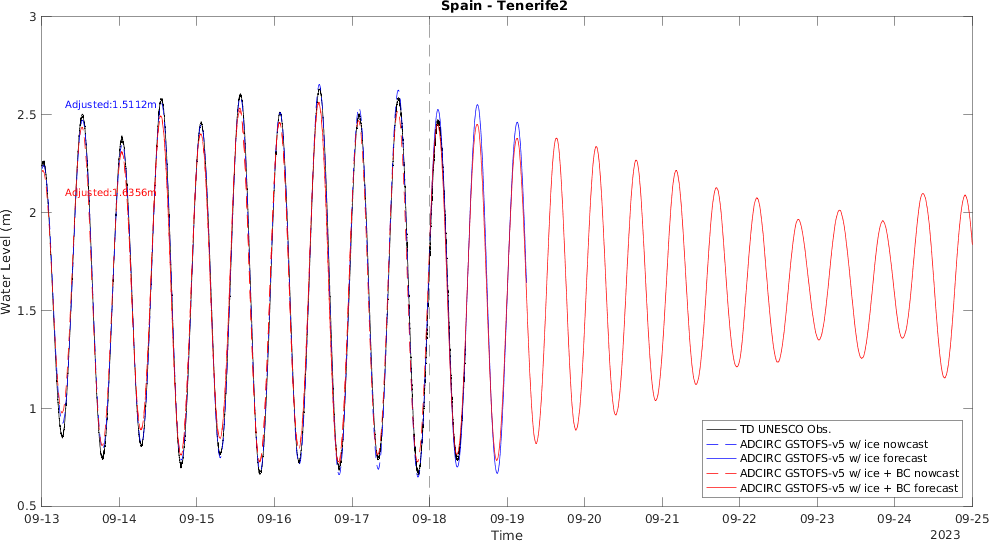 Spain - Tenerife2
Water Level (m)
3
2.5
2
1.5
1
0.5
Adjusted:1.5112m
Adjusted:1.6356m
TD UNESCO Obs.
ADCIRC GSTOFS-v5 w/ ice nowcast
ADCIRC GSTOFS-v5 w/ ice forecast
ADCIRC GSTOFS-v5 w/ ice + BC nowcast
ADCIRC GSTOFS-v5 w/ ice + BC forecast
09-13 09-14 09-15 09-16 09-17 09-18 09-19 09-20 09-21 09-22 09-23 09-24 09-25
Time
2023